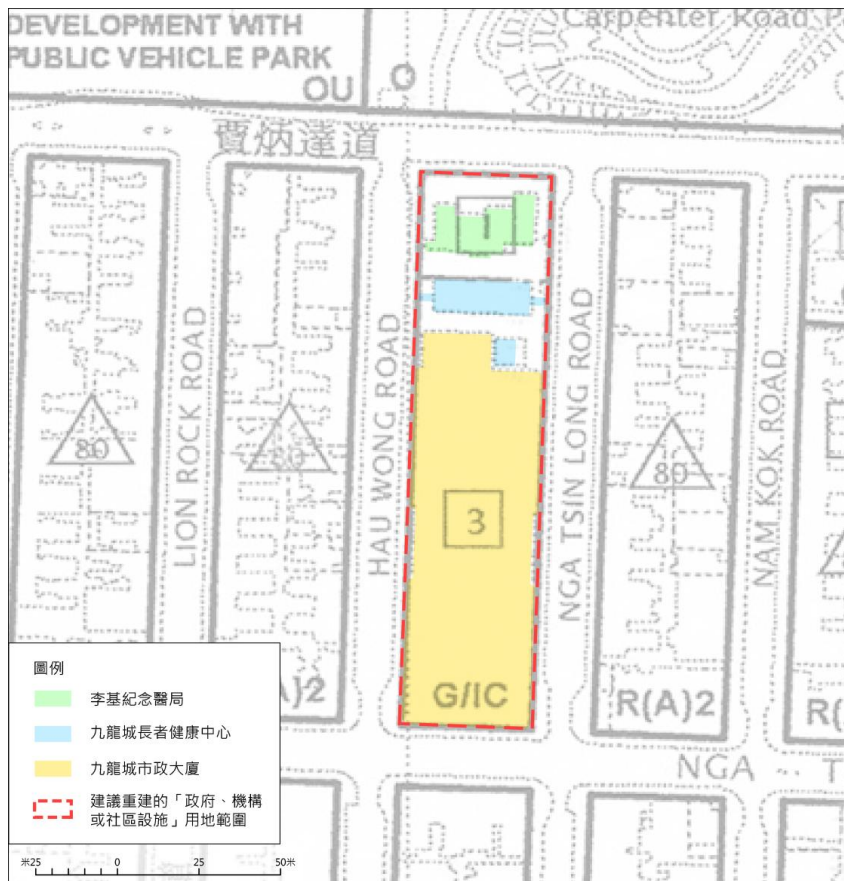 DEVELOPMENT WITH
PUBLIC VEHICLE PARK
OU
O
Carpenter Road
賈炳達道
1
LION ROCK ROAD
80
80
HAU WONG ROAD
3
NGA TSIN LONG ROAD
80
NAM KOK ROAD
)2
G/IC
R(A)2
R(
NGA
T
圖例
李基紀念醫局
九龍城長者健康中心
九龍城市政大廈
建議重建的「政府、機構
或社區設施」用地範圍
米25 0 25 50米